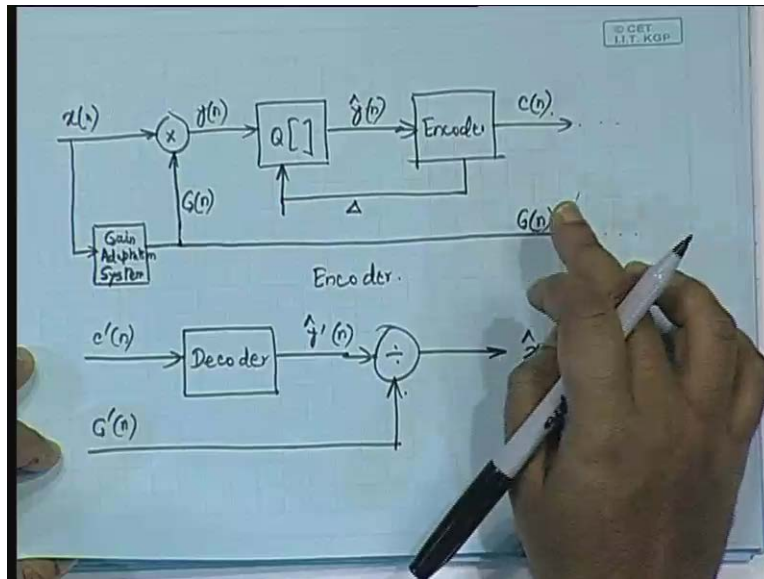 © CET
I.I.T. KGP
x(n)
×
y(n)
Q[ ]
ŷ(n)
Encoder
c(n)
G(n)
Δ
G(n)
Gain
Adaptation
System
Encoder.
c'(n)
Decoder
ŷ'(n)
÷
G'(n)